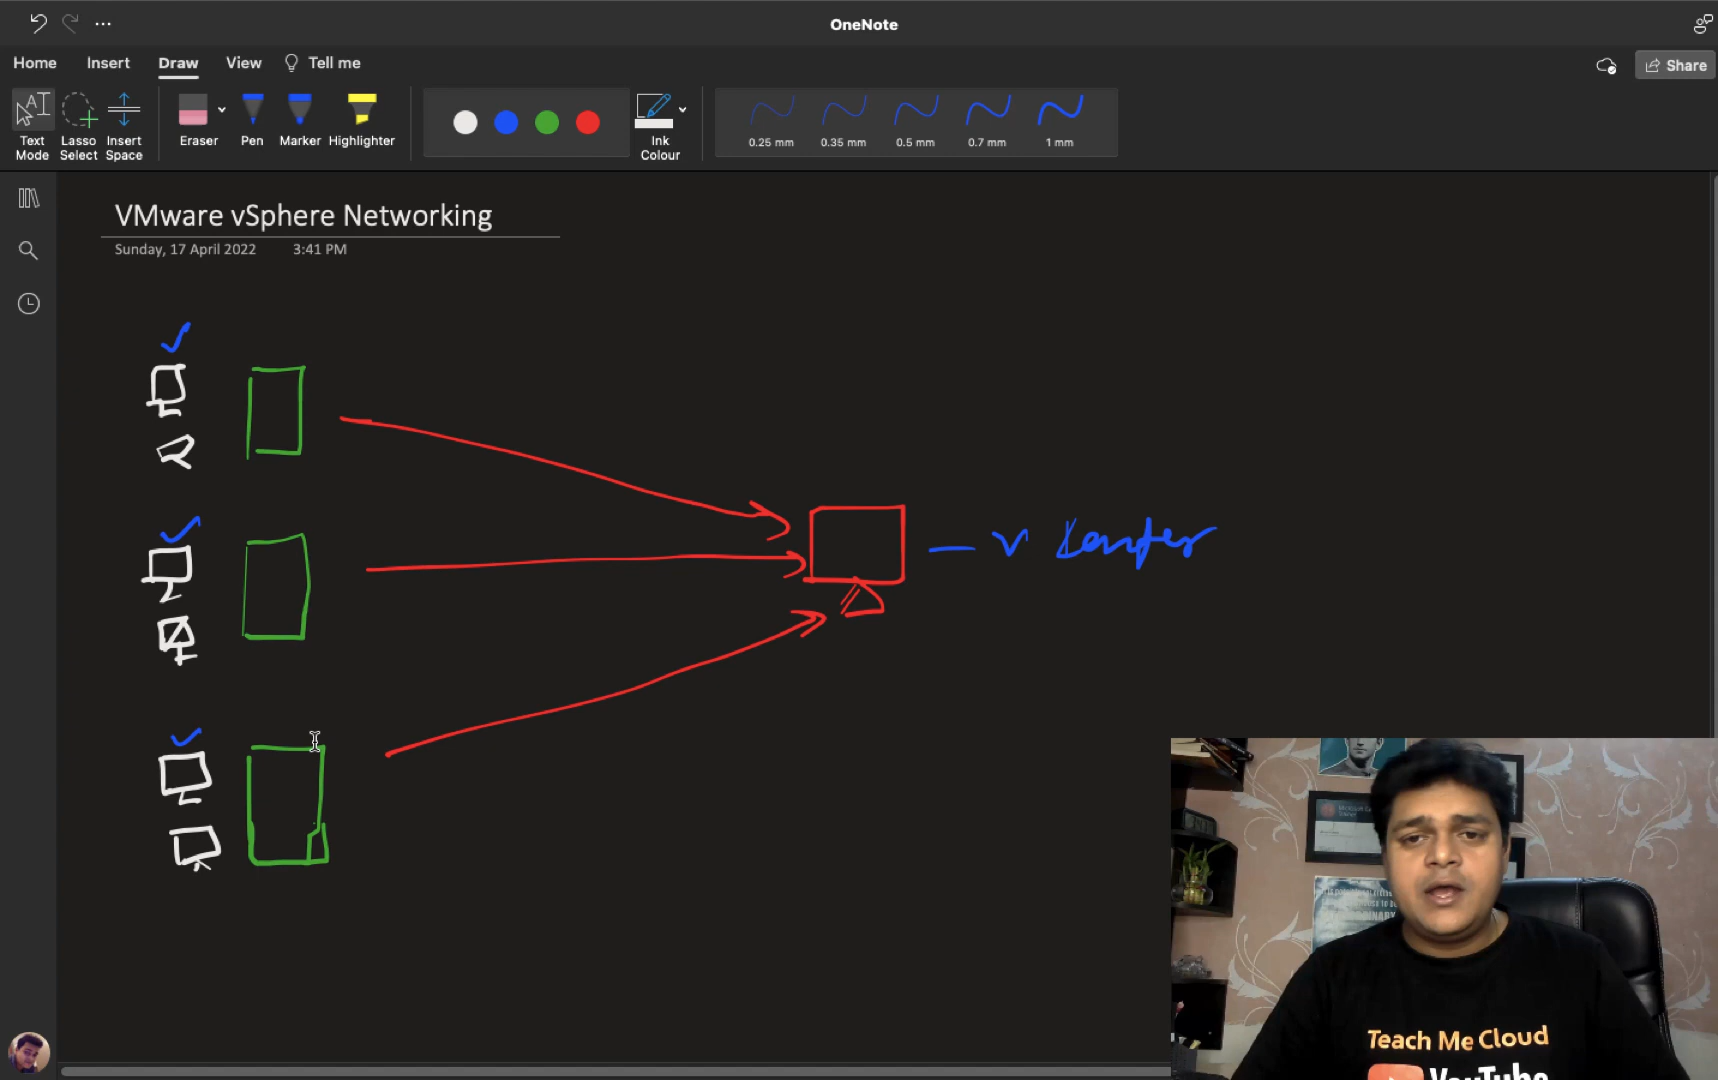 OneNote
Home Insert Draw View Tell me
Share
Text Mode
Lasso Select
Insert Space
Eraser
Pen
Marker
Highlighter
Ink Colour
0.25 mm 0.35 mm 0.5 mm 0.7 mm 1 mm
VMware vSphere Networking
Sunday, 17 April 2022 3:41 PM
Teach Me Cloud
YouTube